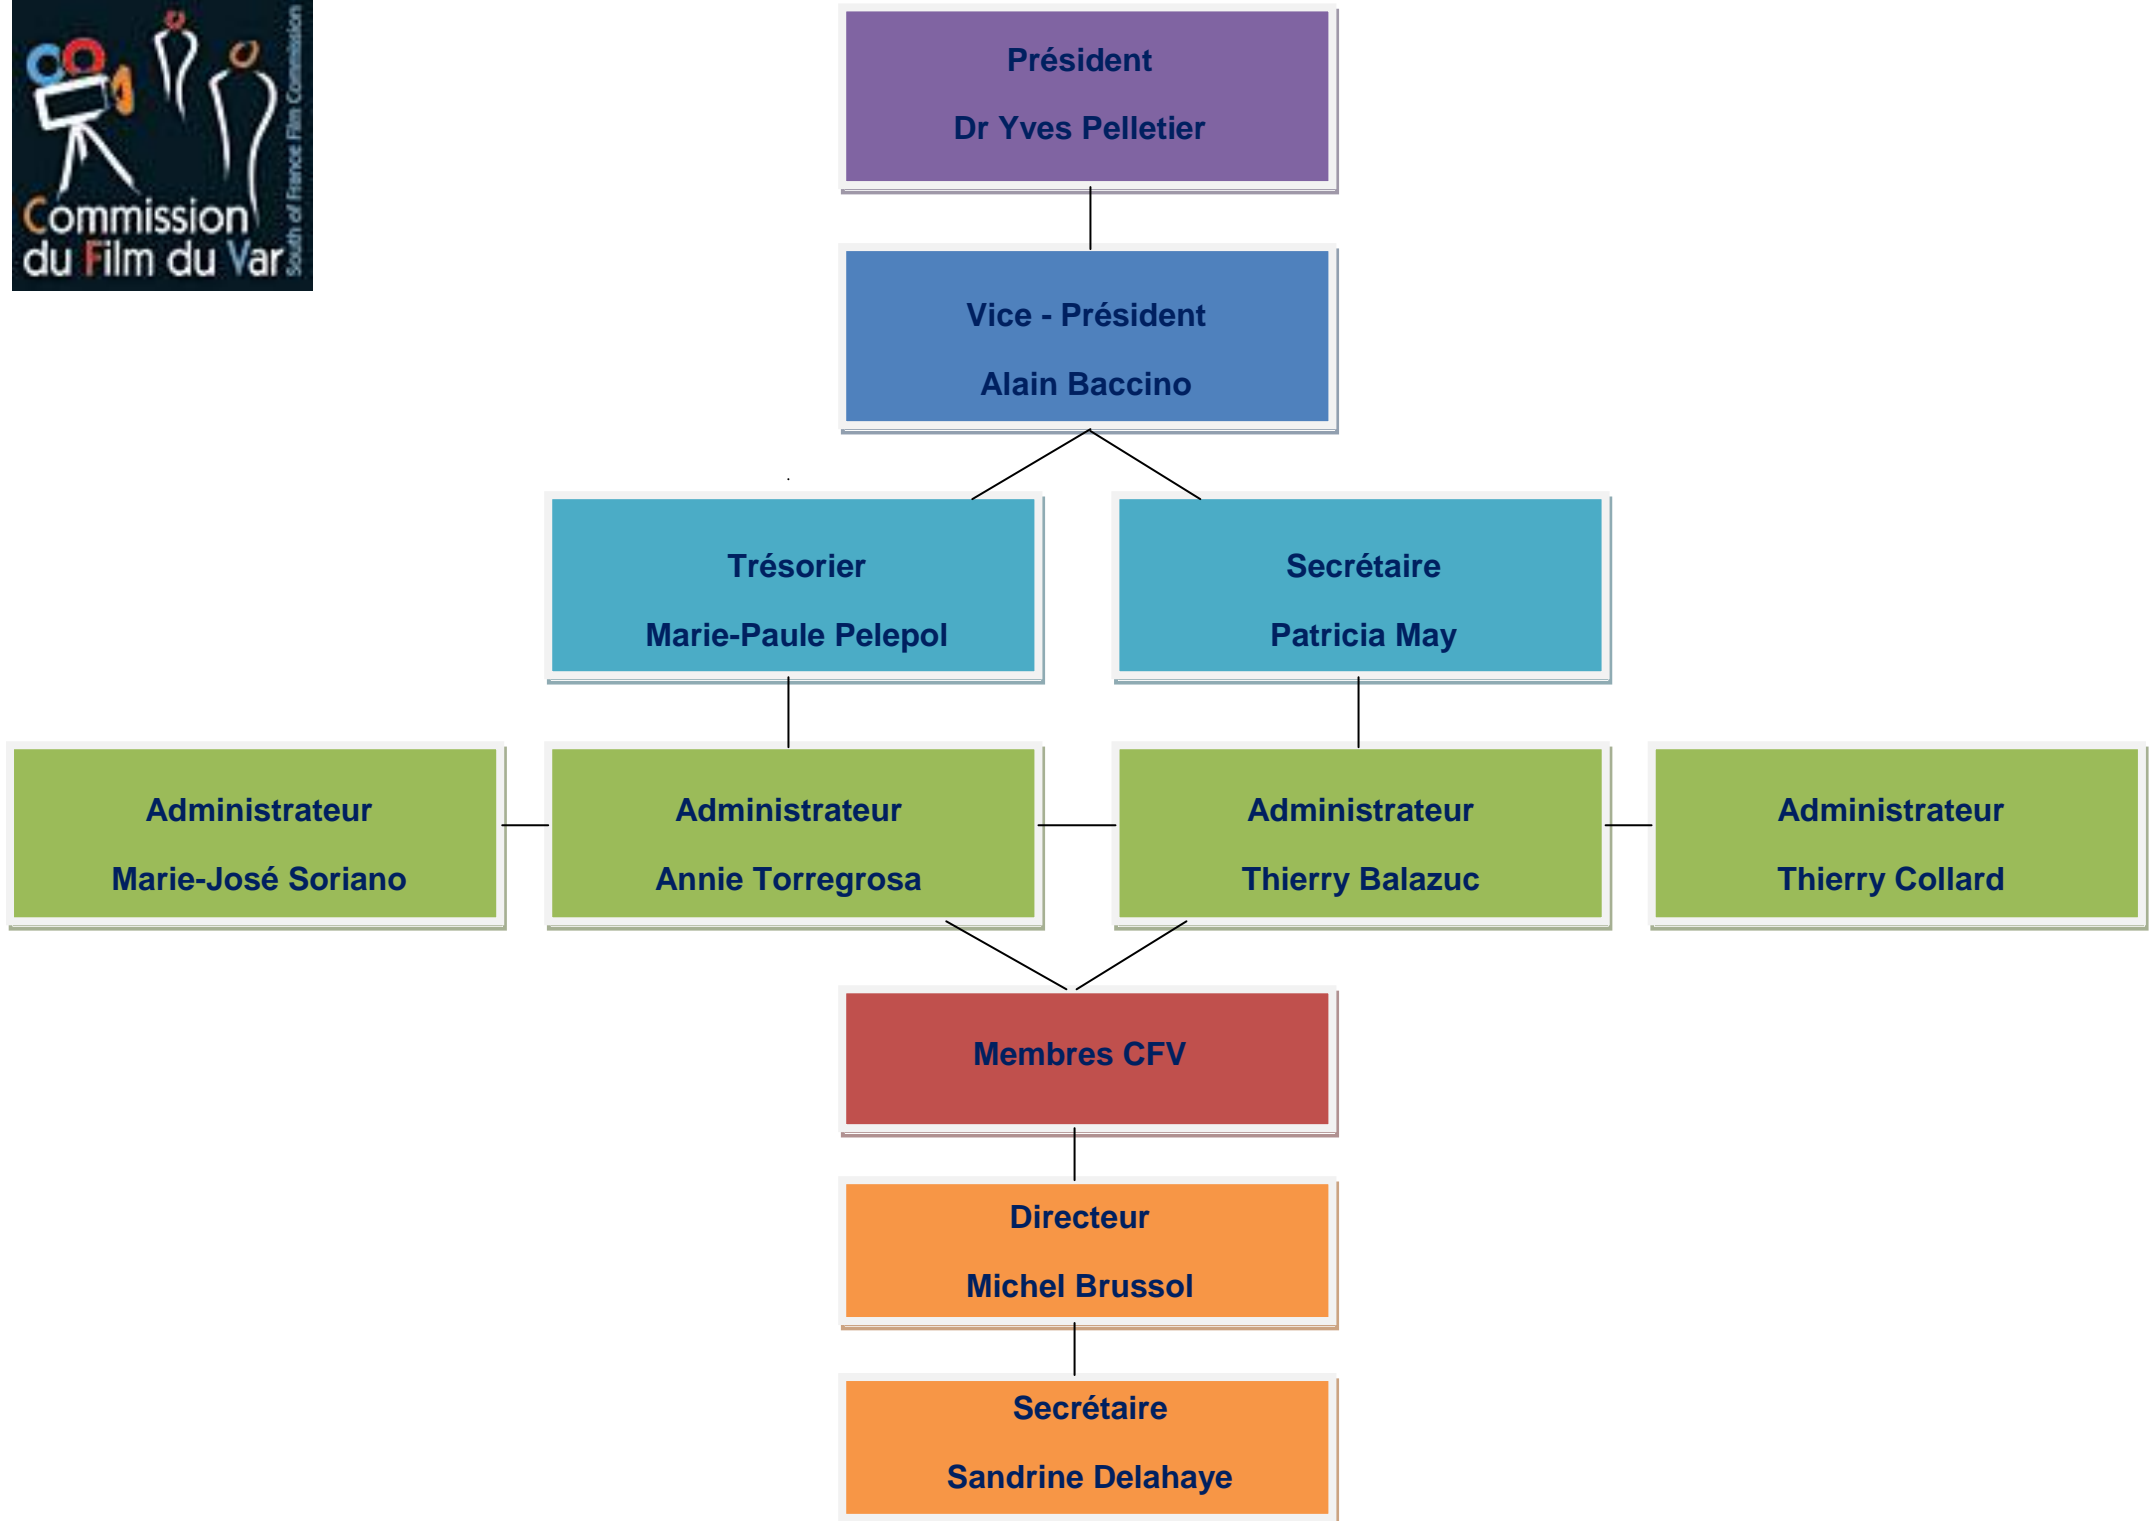 Commission
du Film du Var
South of France Film Commission
Président
Dr Yves Pelletier
Vice - Président
Alain Baccino
Trésorier
Marie-Paule Pelepol
Secrétaire
Patricia May
Administrateur
Marie-José Soriano
Administrateur
Annie Torregrosa
Administrateur
Thierry Balazuc
Administrateur
Thierry Collard
Membres CFV
Directeur
Michel Brussol
Secrétaire
Sandrine Delahaye